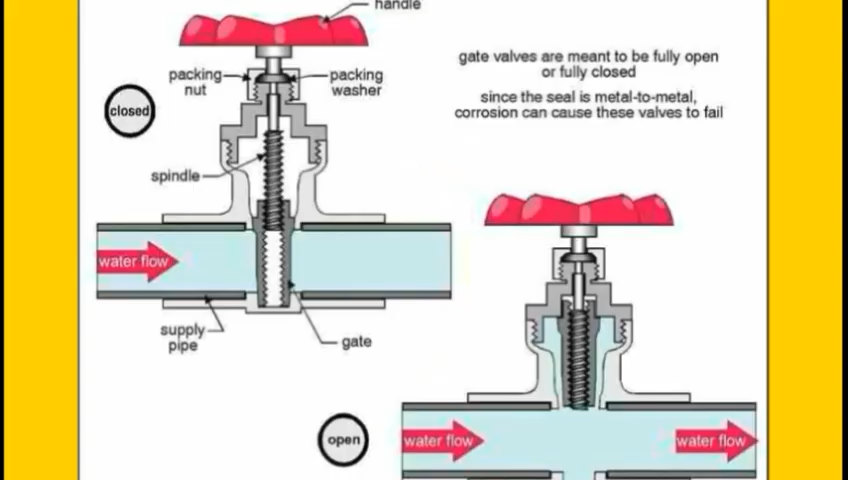 handle
gate valves are meant to be fully open
or fully closed
since the seal is metal-to-metal,
corrosion can cause these valves to fail
packing
nut
packing
washer
closed
spindle
water flow
supply
pipe
gate
open
water flow
water flow